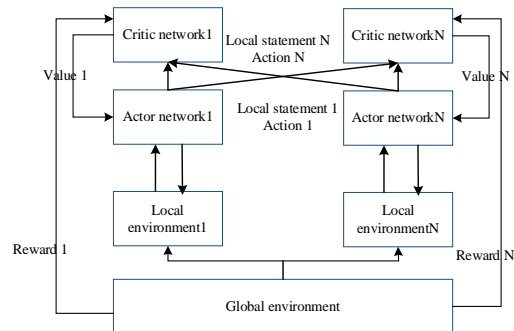 Critic network1
Local statement N
Action N
Critic networkN
Value 1
Value N
Actor network1
Local statement 1
Action 1
Actor networkN
Local
environment1
Local
environmentN
Reward 1
Reward N
Global environment